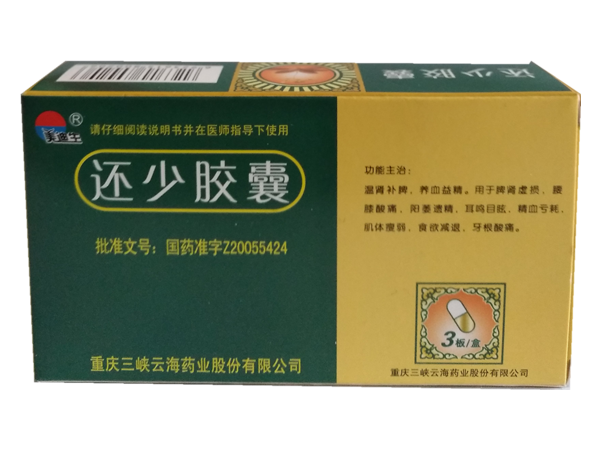 还少胶囊
美源生®
请仔细阅读说明书并在医师指导下使用
还少胶囊
批准文号：国药准字Z20055424
重庆三峡云海药业股份有限公司
功能主治：
温肾补脾、养血益精。用于脾肾虚损、腰
膝酸痛、阳萎遗精、耳鸣目眩、精血亏耗、
肌体瘦弱、食欲减退、牙根酸痛。
3板/盒
重庆三峡云海药业股份有限公司